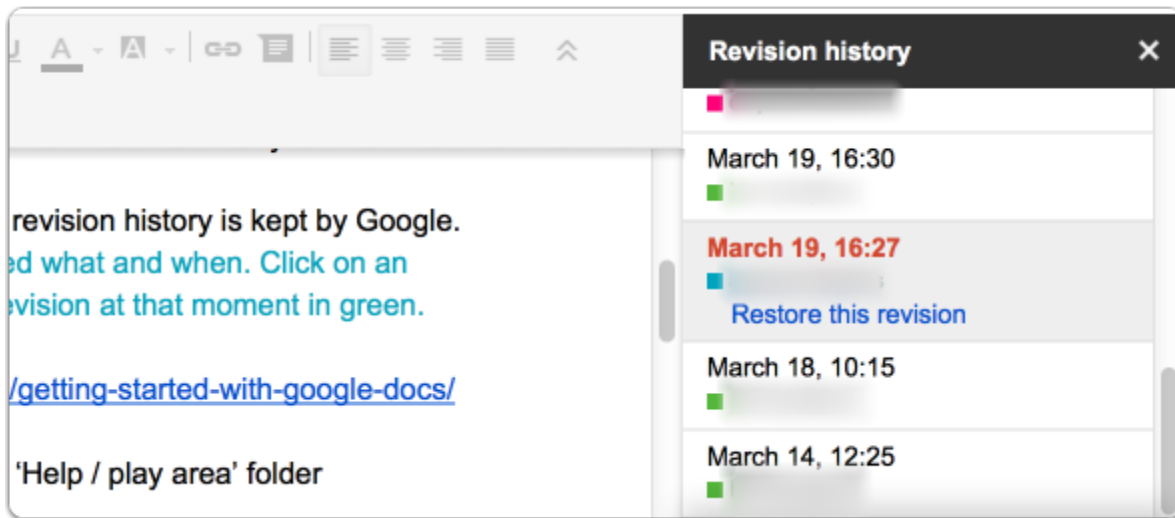 Revision history
March 19, 16:30
March 19, 16:27
Restore this revision
March 18, 10:15
March 14, 12:25
revision history is kept by Google.
ed what and when. Click on an
evision at that moment in green.
/getting-started-with-google-docs/
‘Help / play area’ folder